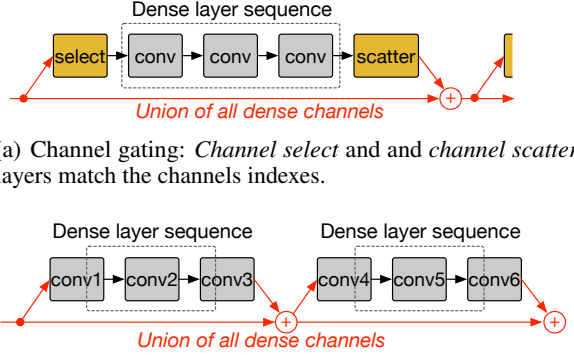 Dense layer sequence
select conv conv conv scatter
+
Union of all dense channels
a) Channel gating: Channel select and and channel scatter
layers match the channels indexes.
Dense layer sequence Dense layer sequence
conv1 conv2 conv3 conv4 conv5 conv6
+ +
Union of all dense channels